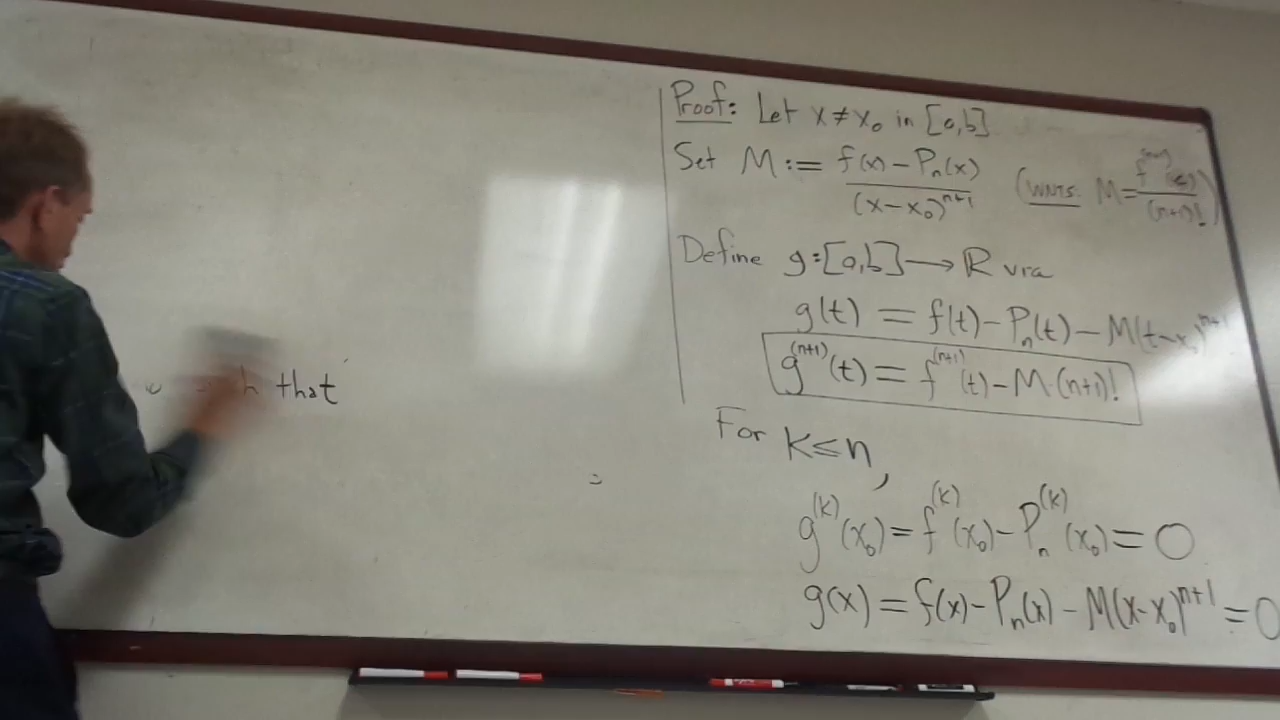 that
Proof: Let x ≠ x₀ in [a,b]
Set M := (f(x) − Pₙ(x)) / (x − x₀)ⁿ⁺¹ (WNTS: M = f⁽ⁿ⁺¹⁾(c) / (n+1)!)
Define g:[a,b] ⟶ ℝ via
g(t) = f(t) − Pₙ(t) − M(t − x₀)ⁿ⁺¹
g⁽ⁿ⁺¹⁾(t) = f⁽ⁿ⁺¹⁾(t) − M·(n+1)!
For k ≤ n,
g⁽ᵏ⁾(x₀) = f⁽ᵏ⁾(x₀) − Pₙ⁽ᵏ⁾(x₀) = 0
g(x) = f(x) − Pₙ(x) − M(x − x₀)ⁿ⁺¹ = 0